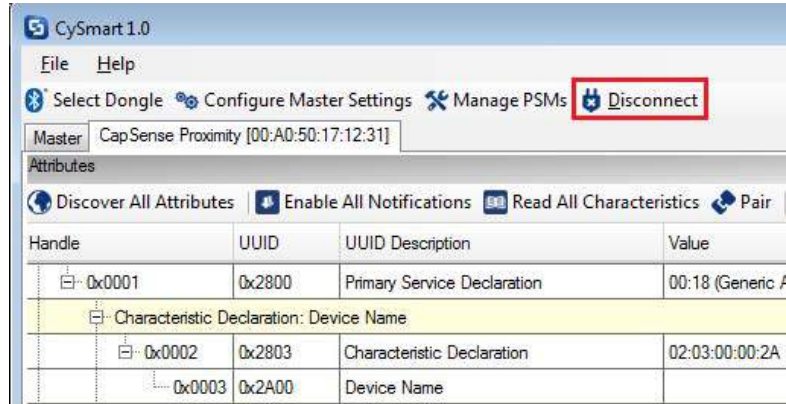 CySmart 1.0
File Help
Select Dongle Configure Master Settings Manage PSMs Disconnect
Master CapSense Proximity [00:A0:50:17:12:31]
Attributes
Discover All Attributes Enable All Notifications Read All Characteristics Pair
Handle UUID UUID Description Value
0x0001 0x2800 Primary Service Declaration 00:18 (Generic A
Characteristic Declaration: Device Name
0x0002 0x2803 Characteristic Declaration 02:03:00:00:2A
0x0003 0x2A00 Device Name